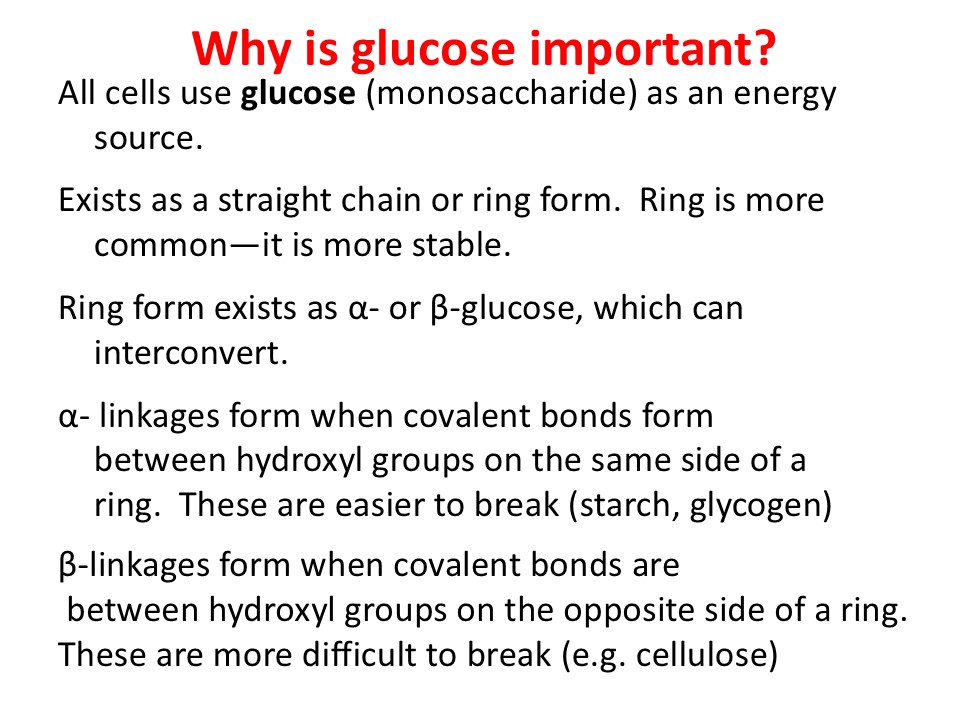 Why is glucose important?
All cells use glucose (monosaccharide) as an energy
source.
Exists as a straight chain or ring form.  Ring is more
common—it is more stable.
Ring form exists as α- or β-glucose, which can
interconvert.
α- linkages form when covalent bonds form
between hydroxyl groups on the same side of a
ring.  These are easier to break (starch, glycogen)
β-linkages form when covalent bonds are
between hydroxyl groups on the opposite side of a ring.
These are more difficult to break (e.g. cellulose)